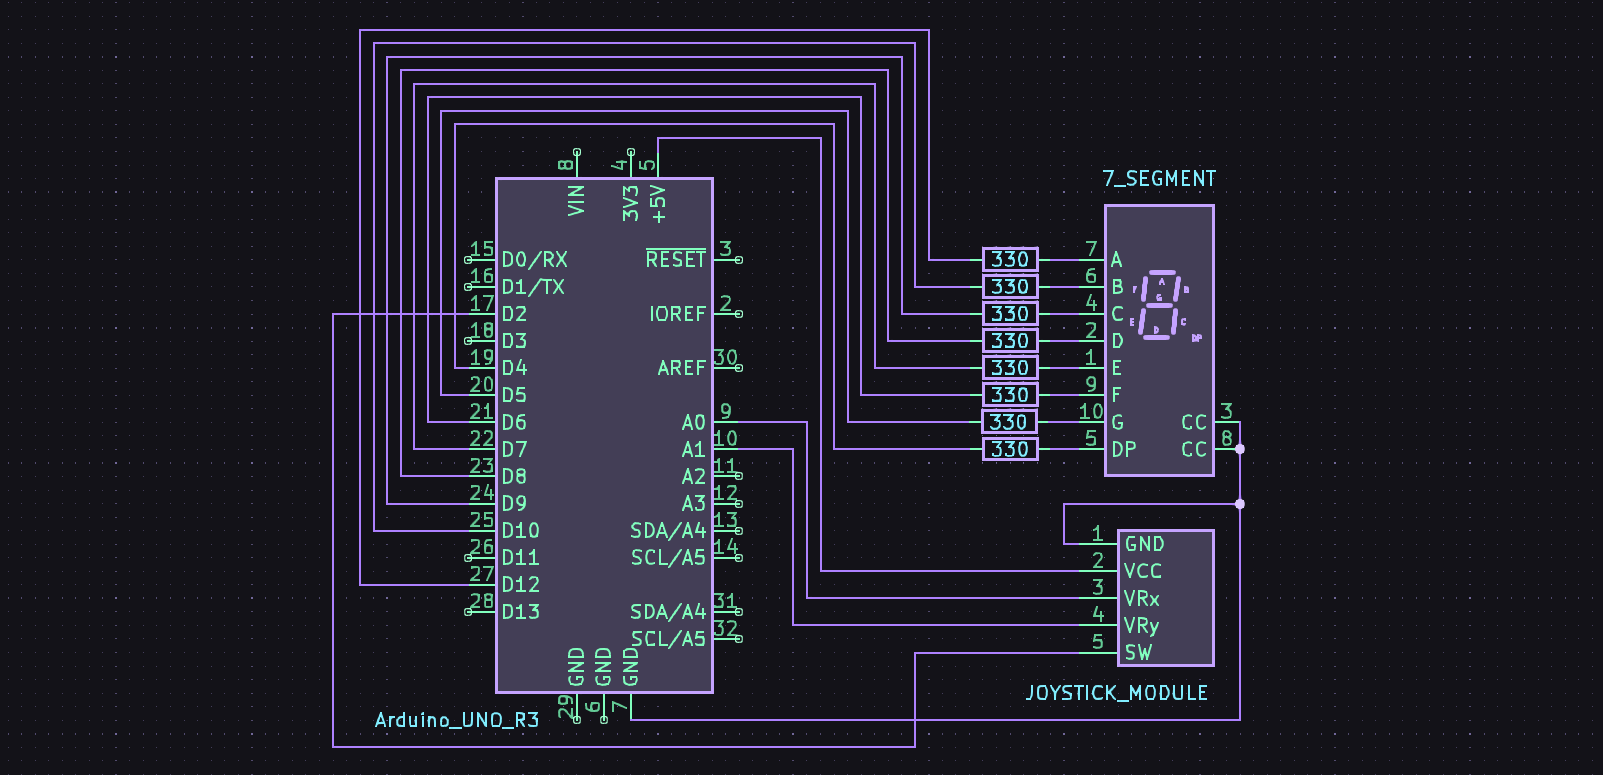 7_SEGMENT
8
4
5
VIN
3V3
+5V
15 D0/RX
16 D1/TX
17 D2
18 D3
19 D4
20 D5
21 D6
22 D7
23 D8
24 D9
25 D10
26 D11
27 D12
28 D13
RESET 3
IOREF 2
AREF 30
A0 9
A1 10
A2 11
A3 12
SDA/A4 13
SCL/A5 14
SDA/A4 31
SCL/A5 32
GND
GND
GND
29
6
7
Arduino_UNO_R3
330 7 A
330 6 B
330 4 C
330 2 D
330 1 E
330 9 F
330 10 G
330 5 DP
A
F B
G
E C
D
DP
CC 3
CC 8
1 GND
2 VCC
3 VRx
4 VRy
5 SW
JOYSTICK_MODULE